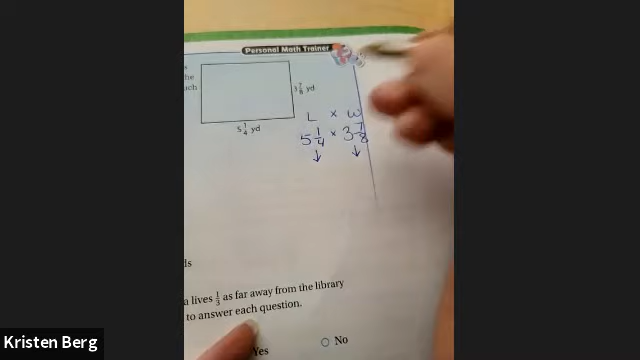 Personal Math Trainer
he
uch
3 7/8 yd
5 1/4 yd
L × W
5 1/4 × 3 7/8
ds
a lives 1/3 as far away from the library
to answer each question.
Yes
No
Kristen Berg